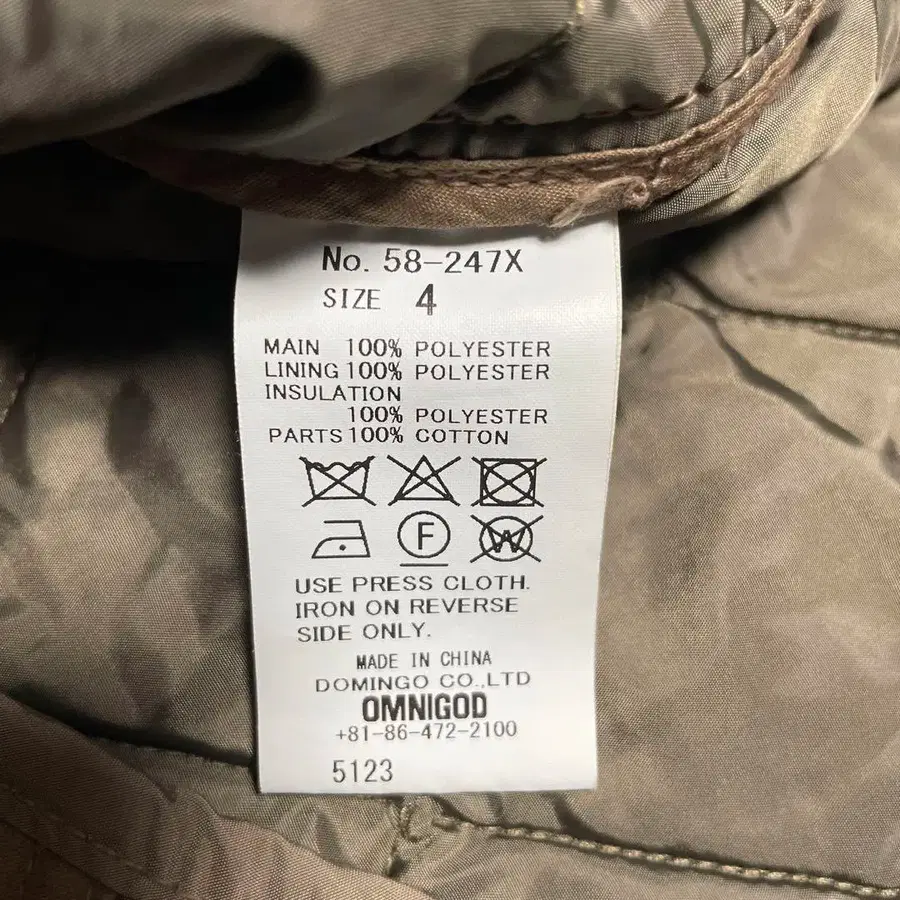 No. 58-247X
SIZE 4
MAIN 100% POLYESTER
LINING 100% POLYESTER
INSULATION
100% POLYESTER
PARTS 100% COTTON
F W
USE PRESS CLOTH.
IRON ON REVERSE
SIDE ONLY.
MADE IN CHINA
DOMINGO CO.,LTD
OMNIGOD
+81-86-472-2100
5123